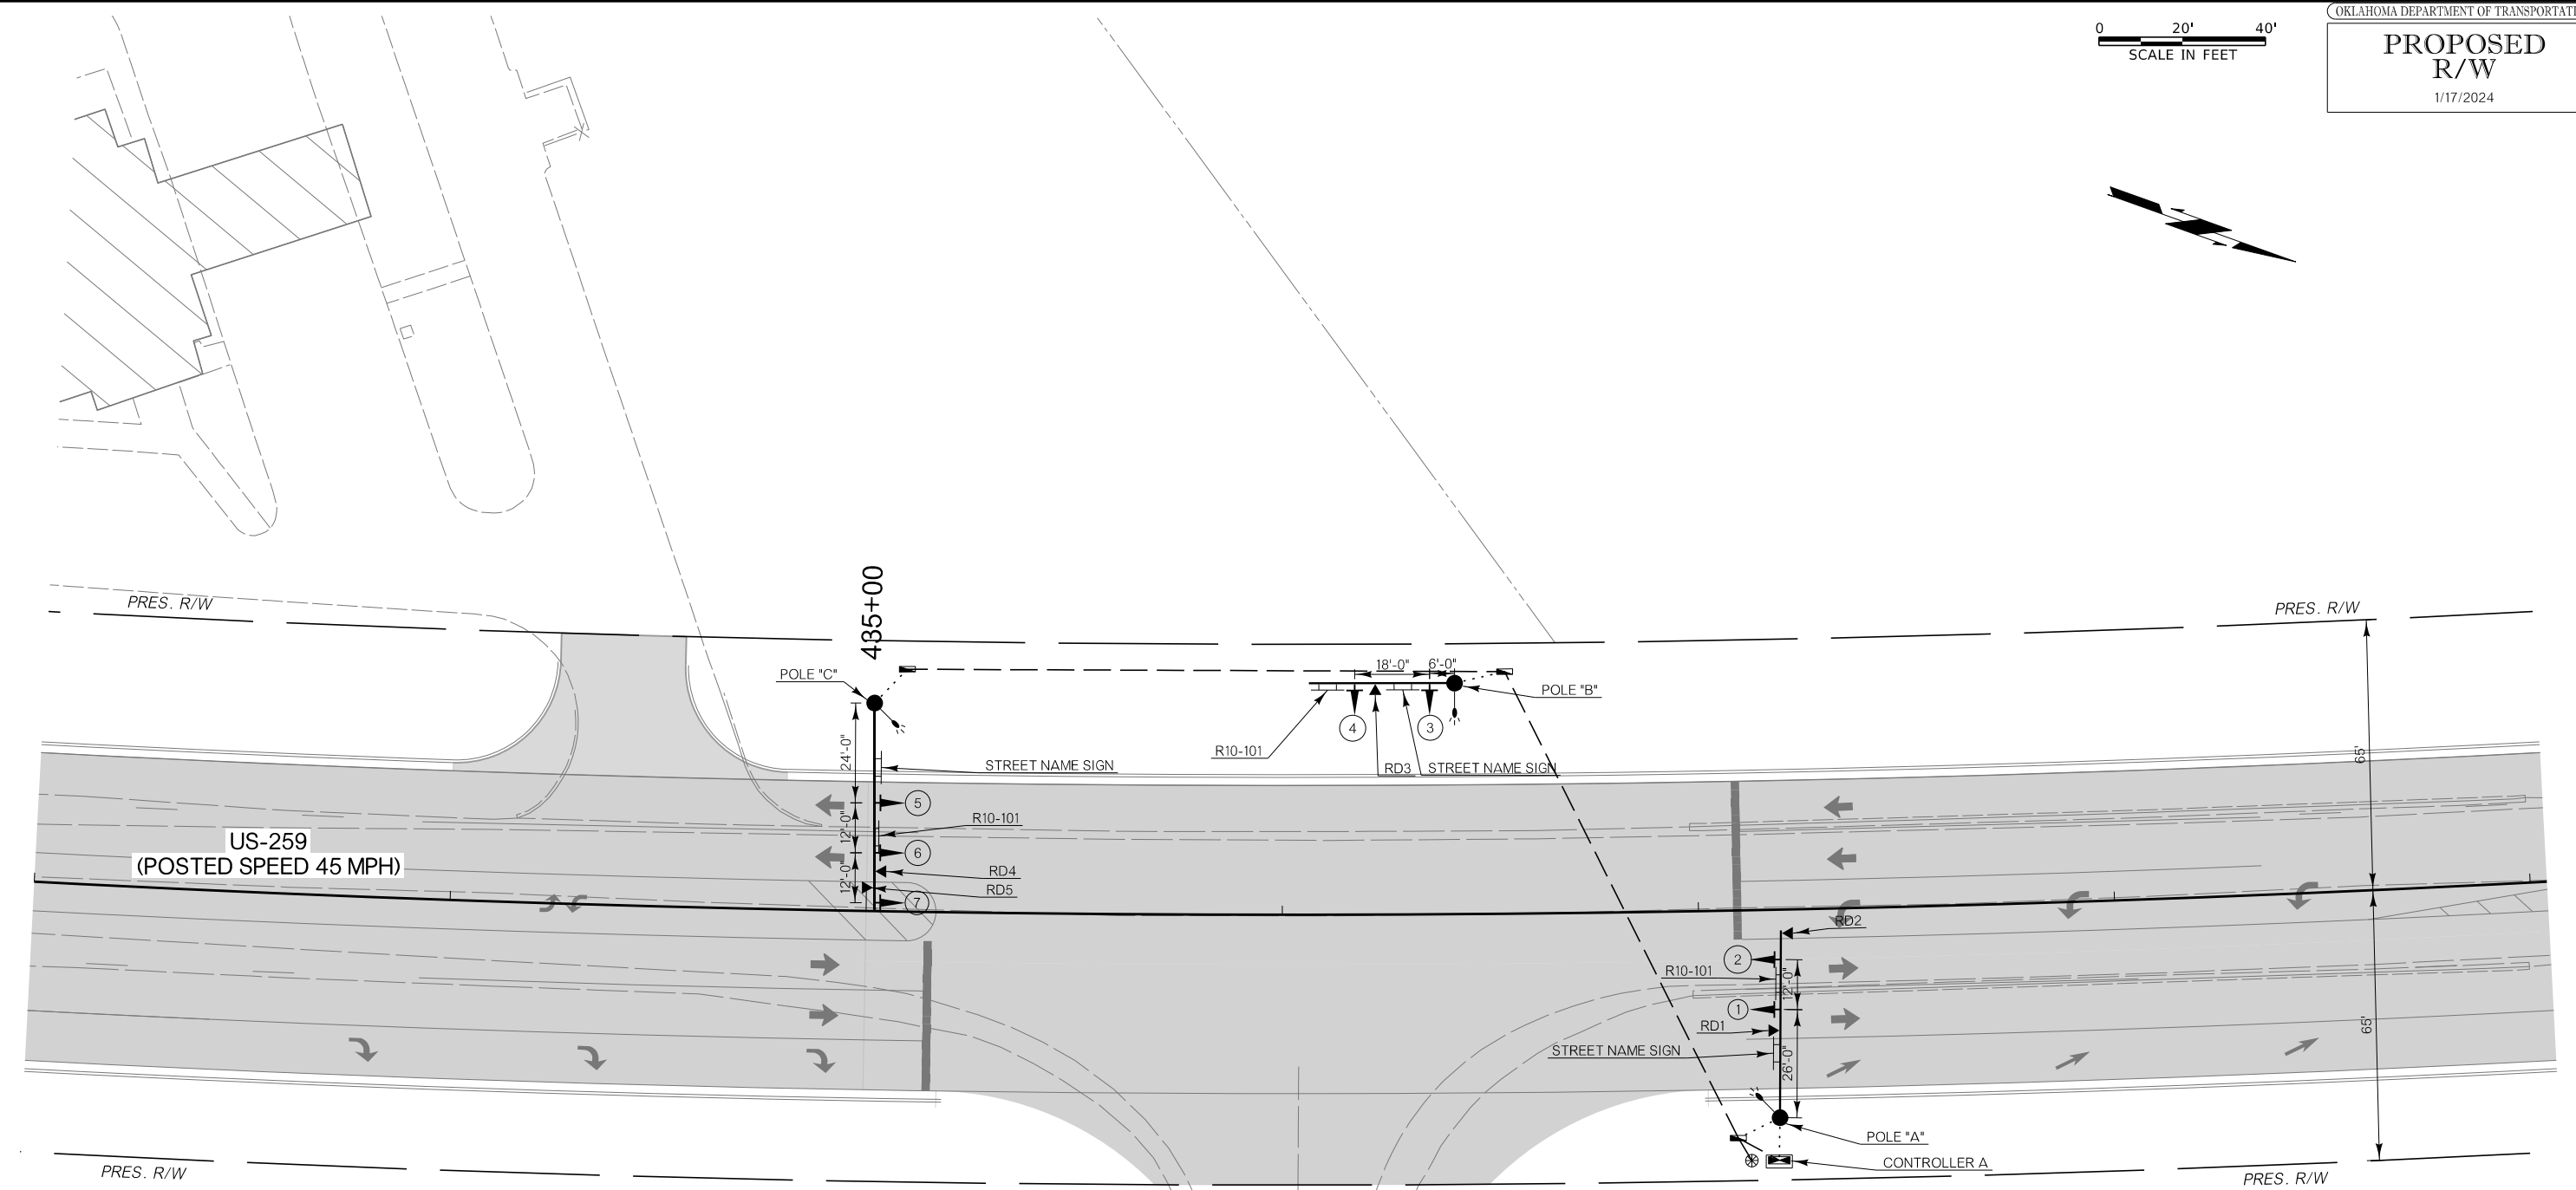 OKLAHOMA DEPARTMENT OF
0 20' 40'
SCALE IN FEET
PROPOSED
R/W
1/17/2024
PRES. R/W
435+00
PRES. R/W
POLE "C"
18'-0"
6'-0"
POLE "B"
4
3
R10-101
RD3
STREET NAME SIGN
24'-0"
STREET NAME SIGN
65'
5
12'-0"
R10-101
US-259
(POSTED SPEED 45 MPH)
6
12'-0"
RD4
RD5
7
RD2
2
R10-101
12'-0"
1
RD1
STREET NAME SIGN
26'-0"
65'
POLE "A"
CONTROLLER A
PRES. R/W
PRES. R/W